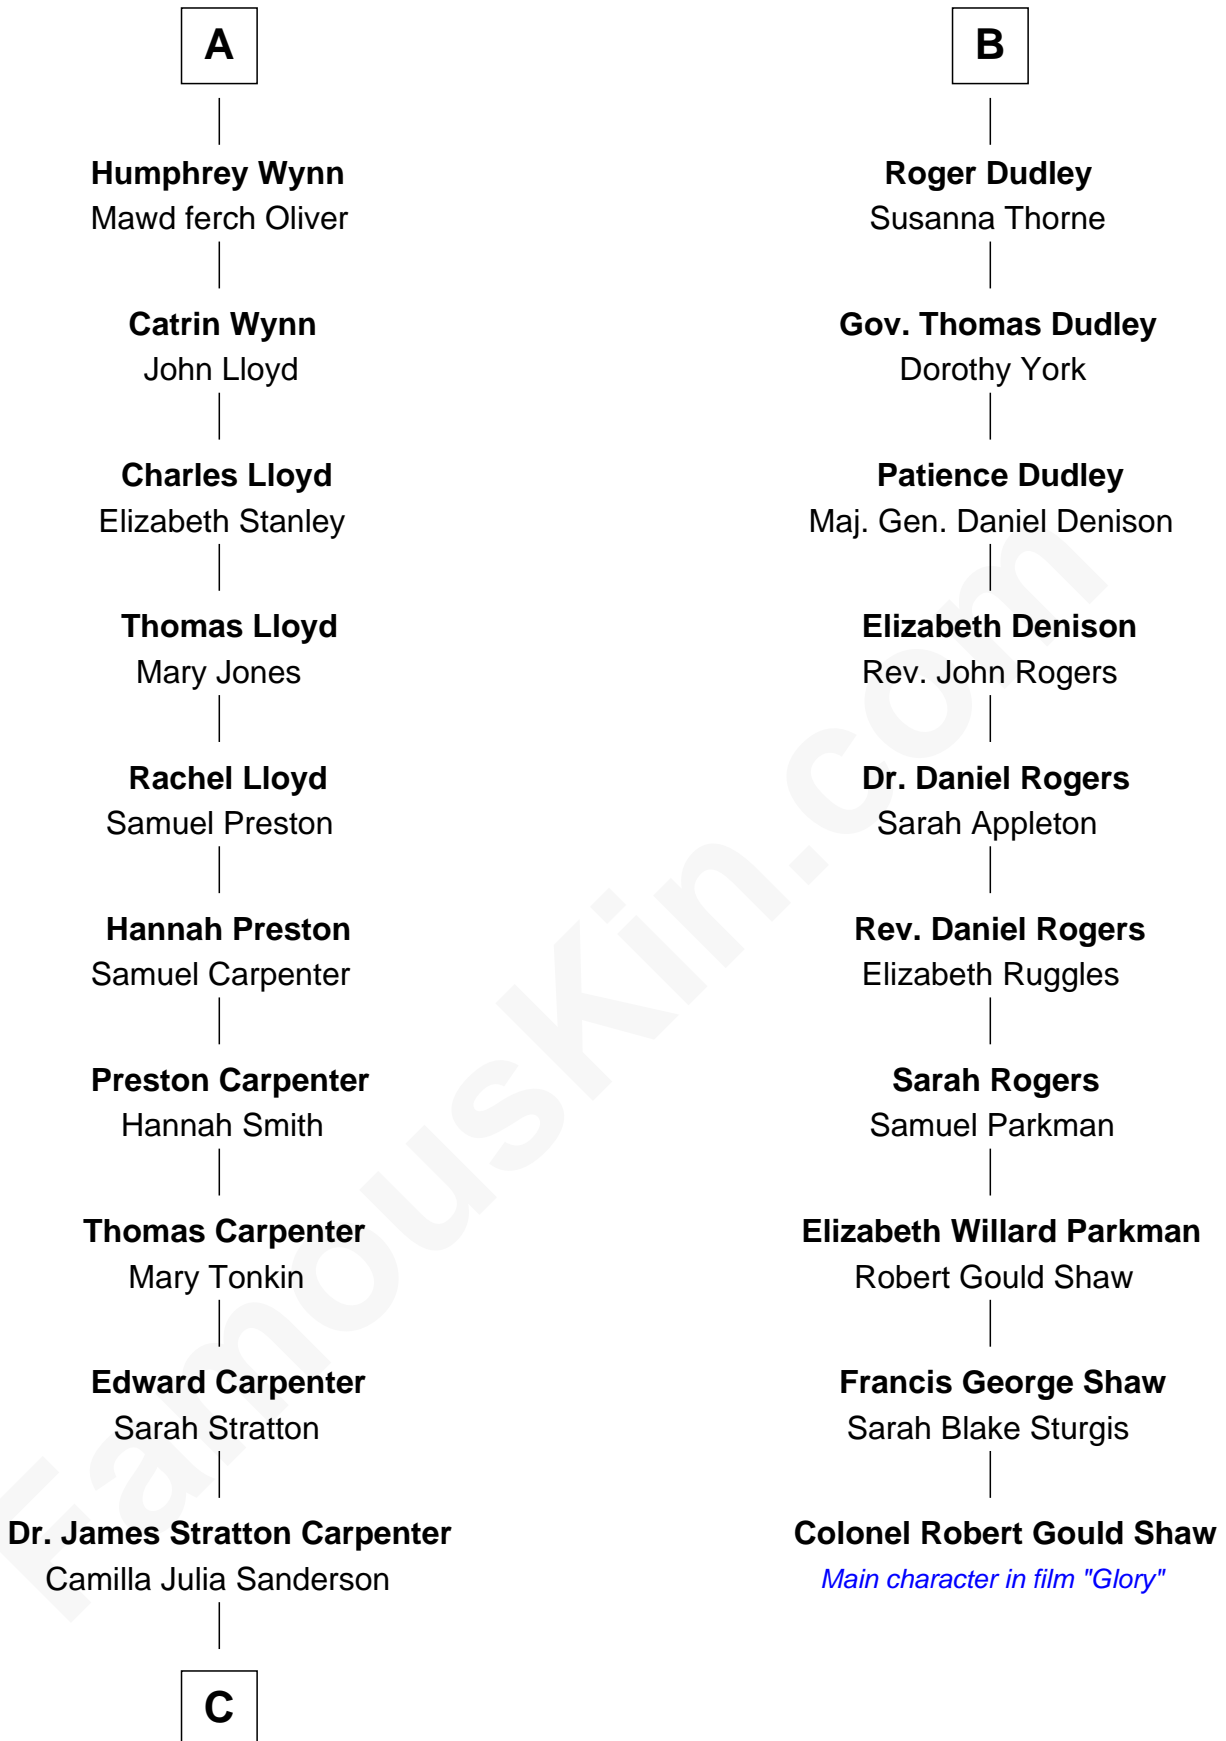 A
Humphrey Wynn
Mawd ferch Oliver
Catrin Wynn
John Lloyd
Charles Lloyd
Elizabeth Stanley
Thomas Lloyd
Mary Jones
Rachel Lloyd
Samuel Preston
Hannah Preston
Samuel Carpenter
Preston Carpenter
Hannah Smith
Thomas Carpenter
Mary Tonkin
Edward Carpenter
Sarah Stratton
Dr. James Stratton Carpenter
Camilla Julia Sanderson
C
B
Roger Dudley
Susanna Thorne
Gov. Thomas Dudley
Dorothy York
Patience Dudley
Maj. Gen. Daniel Denison
Elizabeth Denison
Rev. John Rogers
Dr. Daniel Rogers
Sarah Appleton
Rev. Daniel Rogers
Elizabeth Ruggles
Sarah Rogers
Samuel Parkman
Elizabeth Willard Parkman
Robert Gould Shaw
Francis George Shaw
Sarah Blake Sturgis
Colonel Robert Gould Shaw
Main character in film "Glory"
FamousKin.com